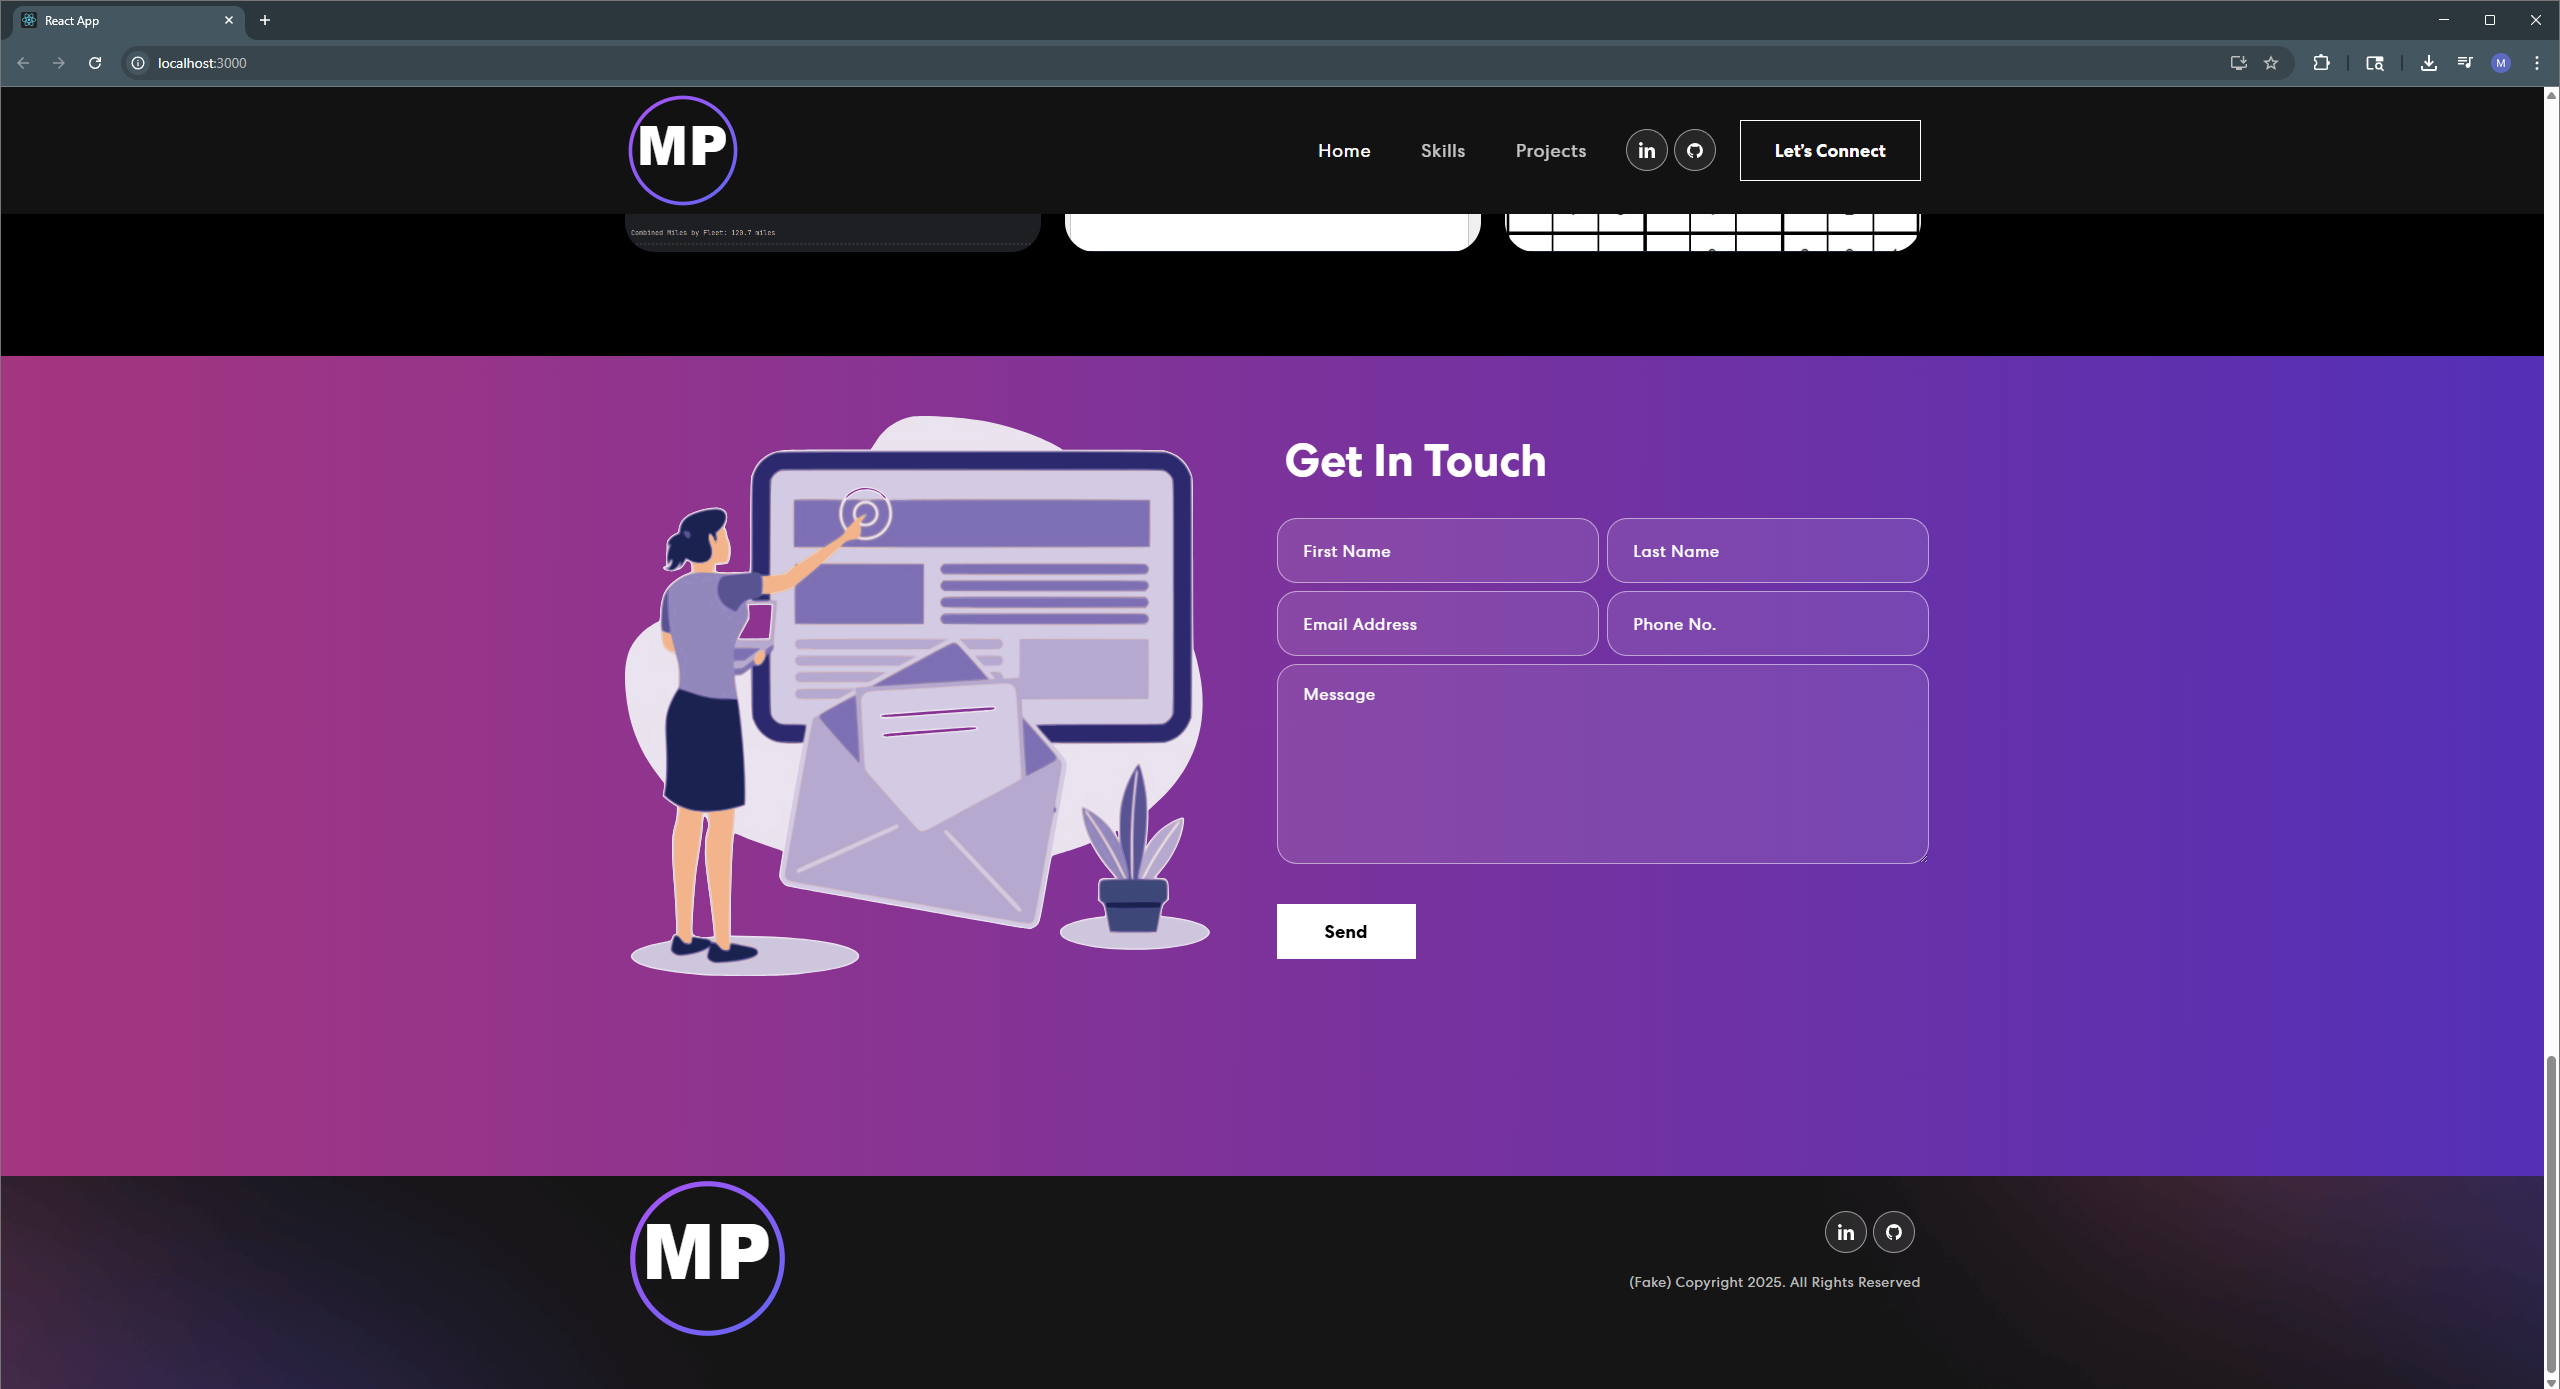 React App
localhost:3000
M
MP
Home Skills Projects in Let's Connect
Combined Miles by Fleet: 120.7 miles
Get In Touch
First Name Last Name
Email Address Phone No.
Message
Send
MP
in
(Fake) Copyright 2025. All Rights Reserved